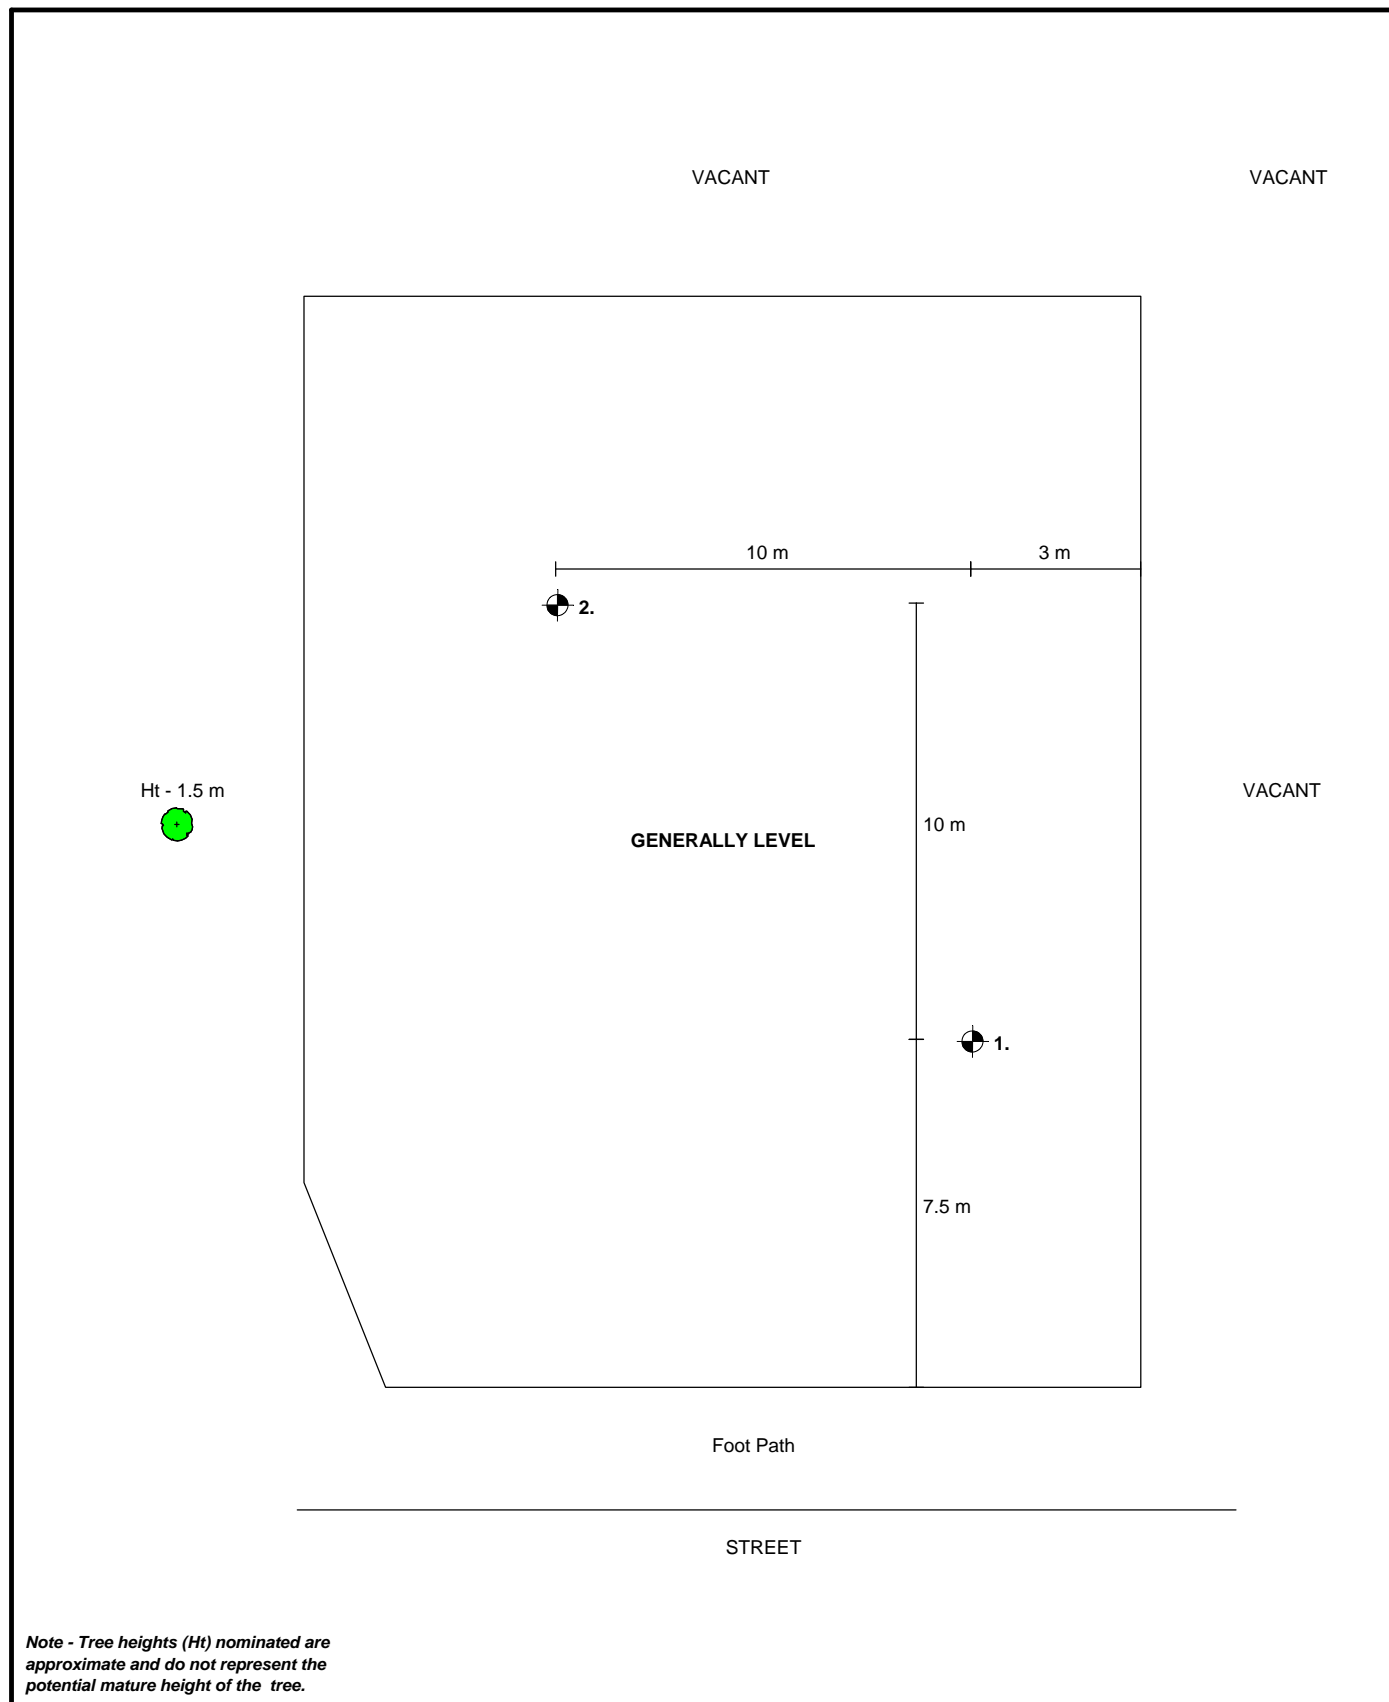 VACANT
VACANT
10 m
3 m
2.
Ht - 1.5 m
VACANT
10 m
GENERALLY LEVEL
1.
7.5 m
Foot Path
STREET
Note - Tree heights (Ht) nominated are
approximate and do not represent the
potential mature height of the tree.